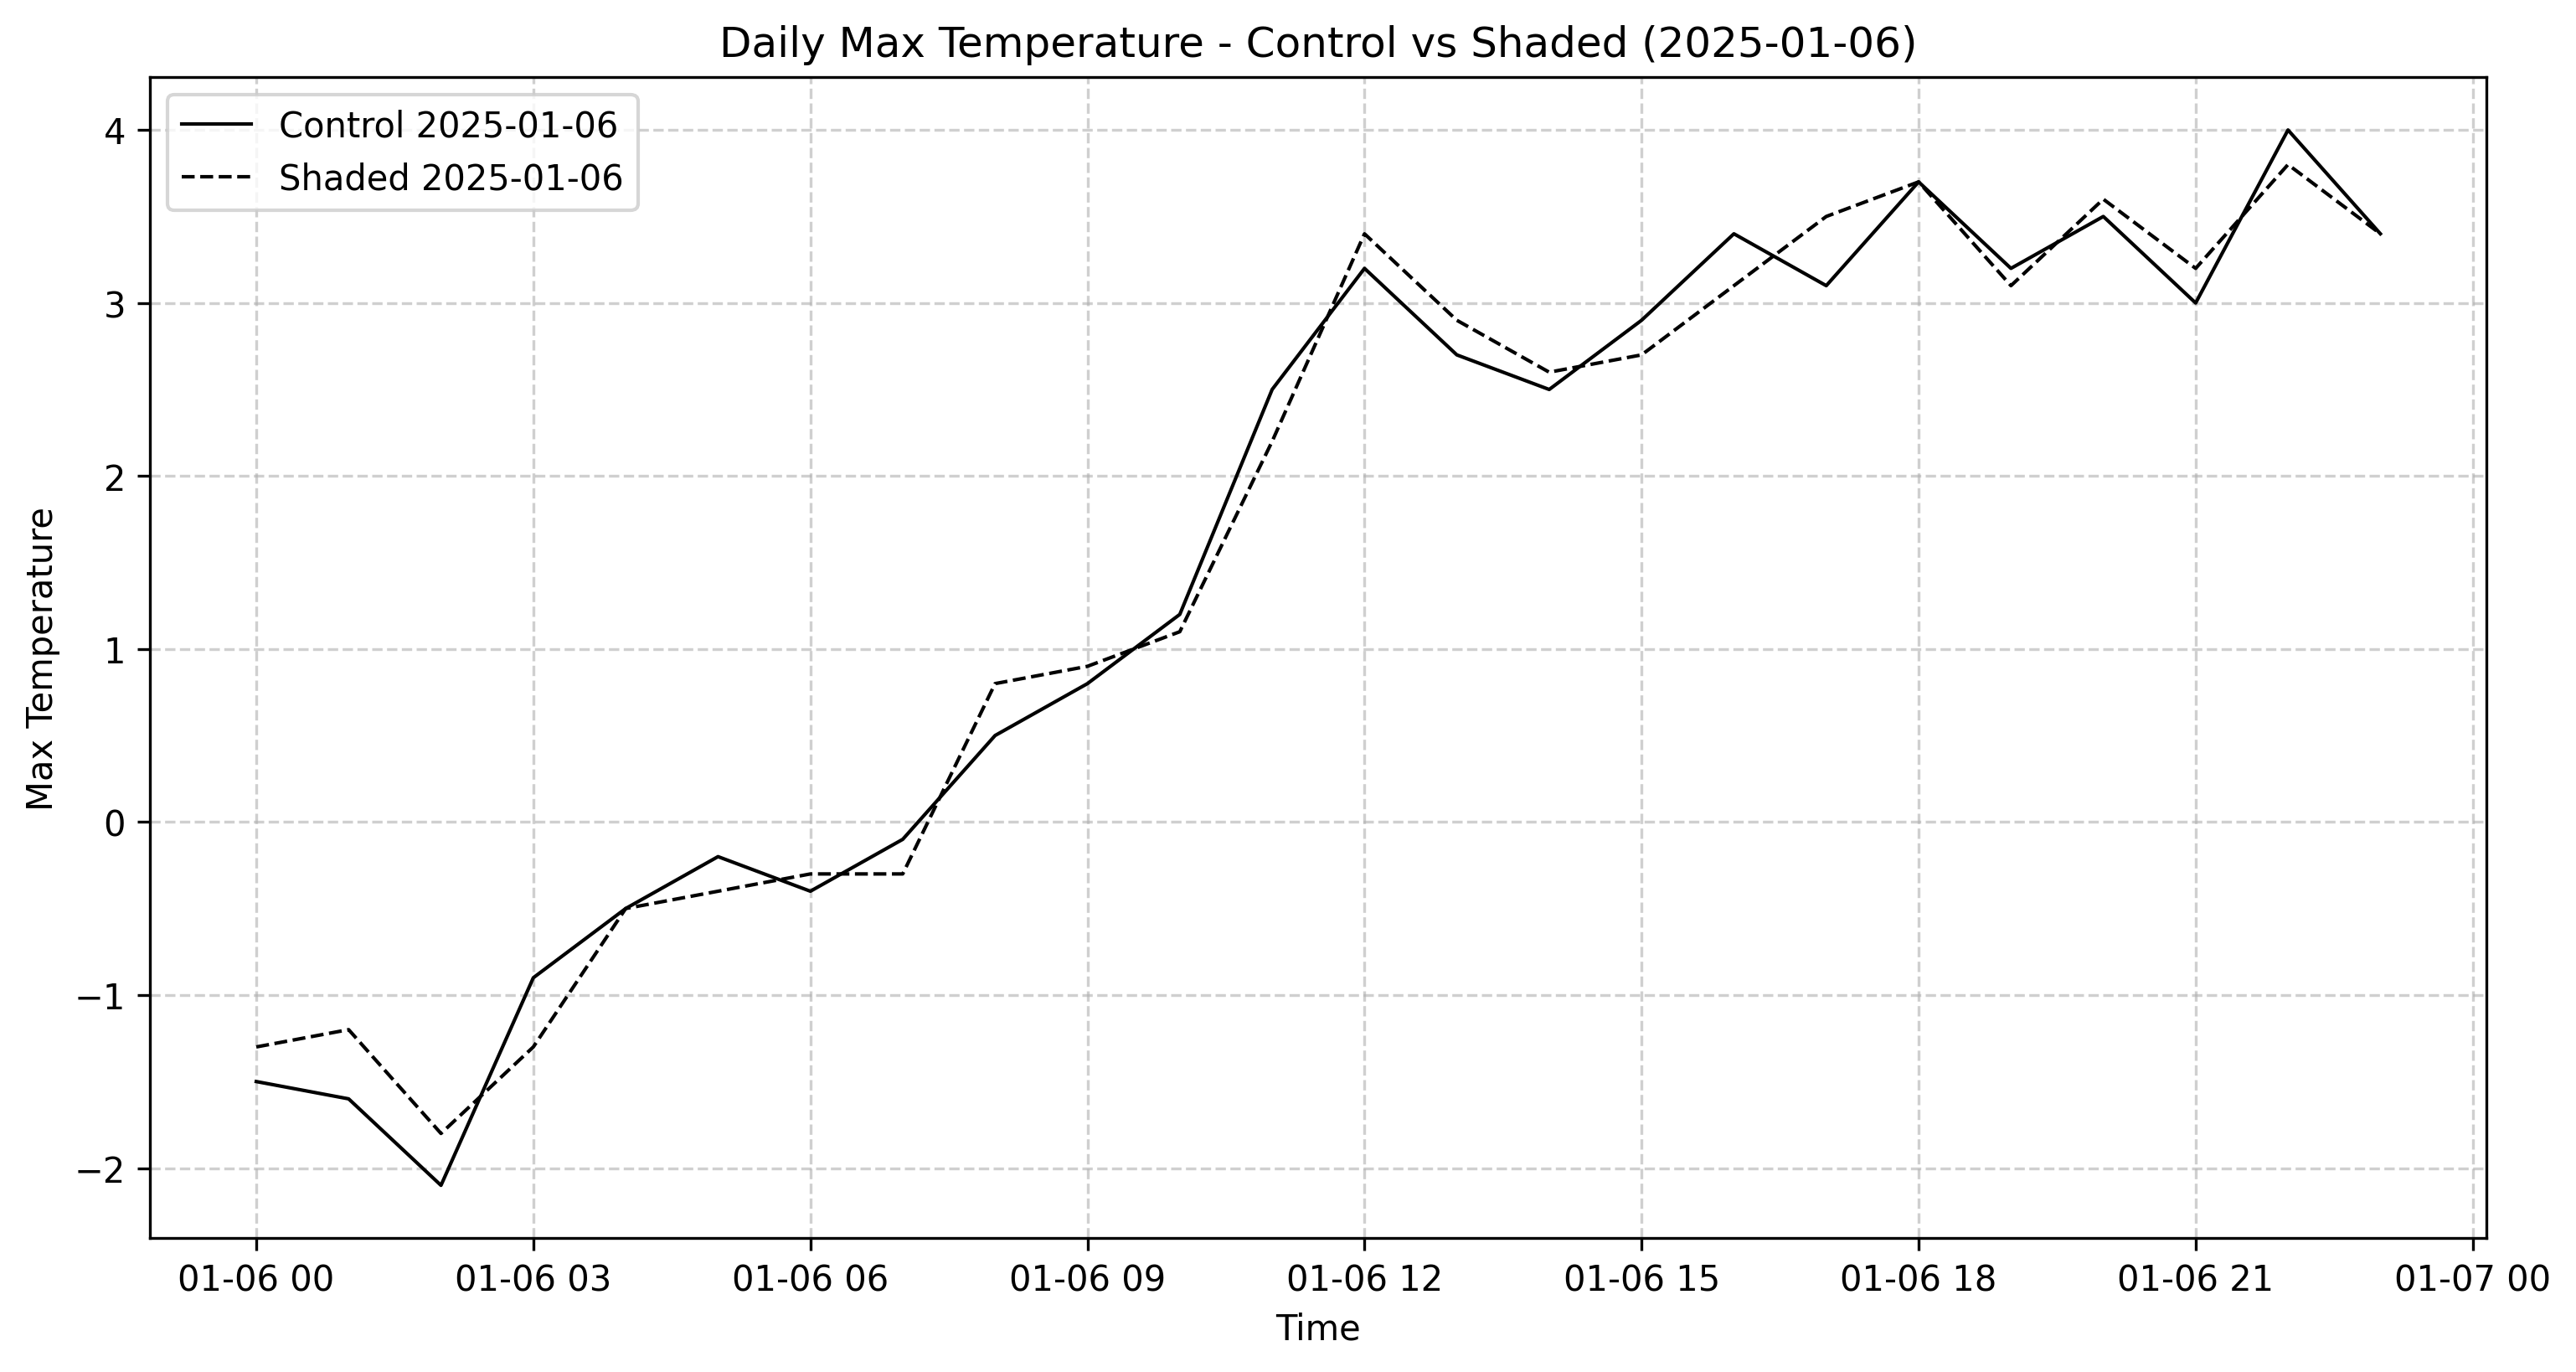 Daily Max Temperature - Control vs Shaded (2025-01-06)
Control 2025-01-06
Shaded 2025-01-06
Max Temperature
4
3
2
1
0
−1
−2
01-06 00 01-06 03 01-06 06 01-06 09 01-06 12 01-06 15 01-06 18 01-06 21 01-07 00
Time